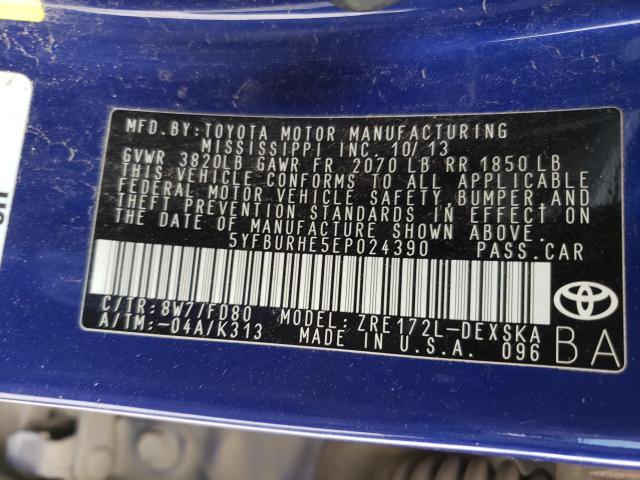 MFD.BY:TOYOTA MOTOR MANUFACTURING
MISSISSIPPI INC. 10/13
GVWR 3820LB GAWR FR. 2070 LB RR 1850 LB
THIS VEHICLE CONFORMS TO ALL APPLICABLE
FEDERAL MOTOR VEHICLE SAFETY,BUMPER,AND
THEFT PREVENTION STANDARDS IN EFFECT ON
THE DATE OF MANUFACTURE SHOWN ABOVE.
5YFBURHE5EP024390 PASS.CAR
C/TR:8W77/FD80 MODEL:ZRE172L-DEXSKA
A/TM:-04A/K313 MADE IN U.S.A. 096 BA